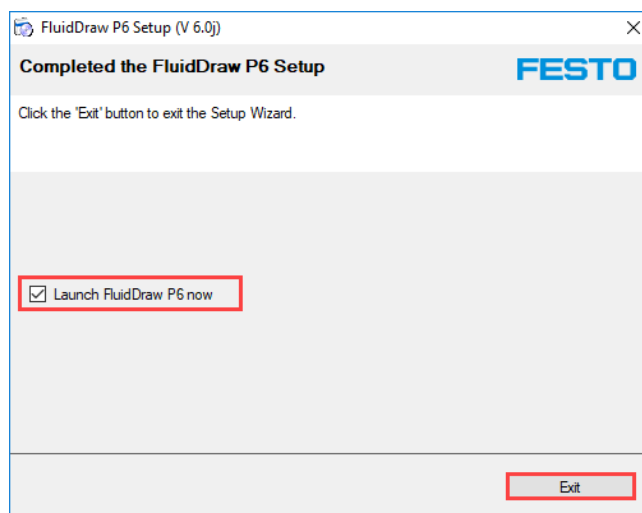 FluidDraw P6 Setup (V 6.0j)
Completed the FluidDraw P6 Setup
FESTO
Click the 'Exit' button to exit the Setup Wizard.
Launch FluidDraw P6 now
Exit